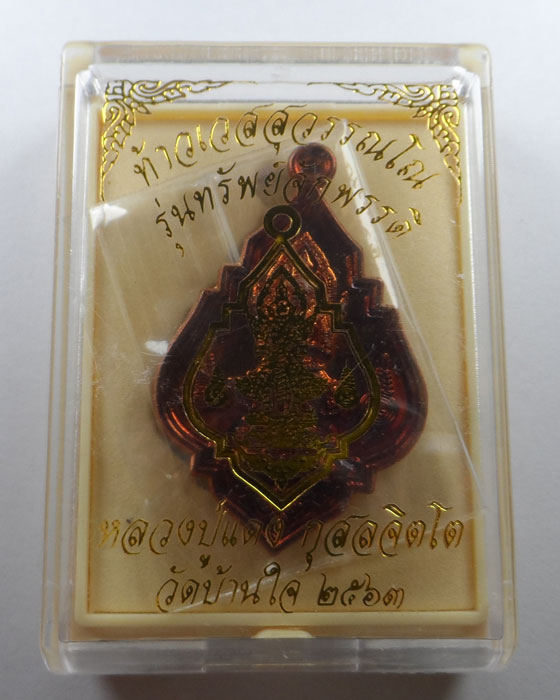 ท้าวเวสสุวรรณโณ
รุ่นทรัพย์จาพรรดิ์
หลวงปู่แดง กุสลจิตโต
วัดบ้านใจ ๒๕๖๓